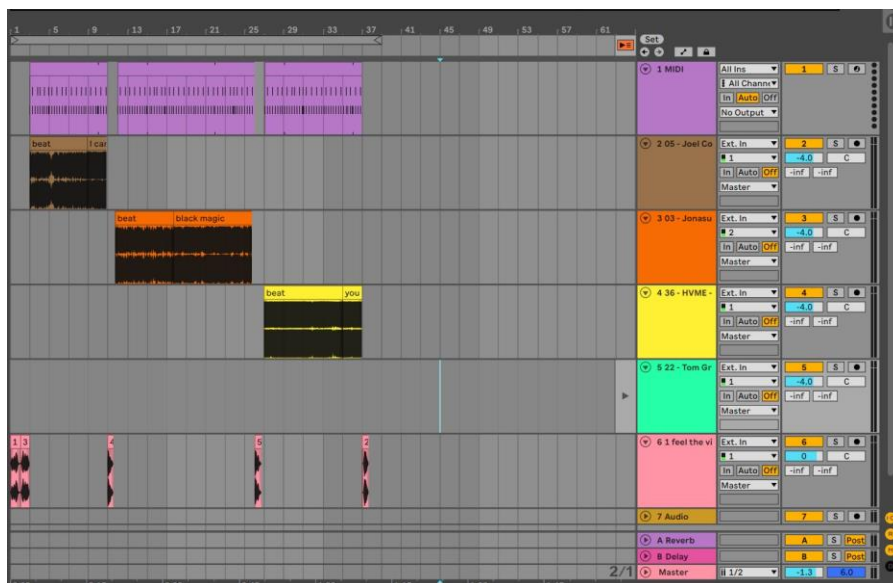 1 5 9 13 17 21 25 29 33 37 41 45 49 53 57 61
Set
1 MIDI All Ins 1 S
All Channe
In Auto Off
No Output
beat I car 2 05 - Joel Co Ext. In 2 S
1 -4.0 C
In Auto Off -inf -inf
Master
beat black magic 3 03 - Jonasu Ext. In 3 S
2 -4.0 C
In Auto Off -inf -inf
Master
beat you 4 36 - HVME - Ext. In 4 S
1 -4.0 C
In Auto Off -inf -inf
Master
5 22 - Tom Gr Ext. In 5 S
1 -4.0 C
In Auto Off -inf -inf
Master
1 3 4 5 2 6 1 feel the vi Ext. In 6 S
1 0 C
In Auto Off -inf -inf
Master
7 Audio 7 S
A Reverb A S Post
B Delay B S Post
2/1 Master 1/2 -1.3 6.0